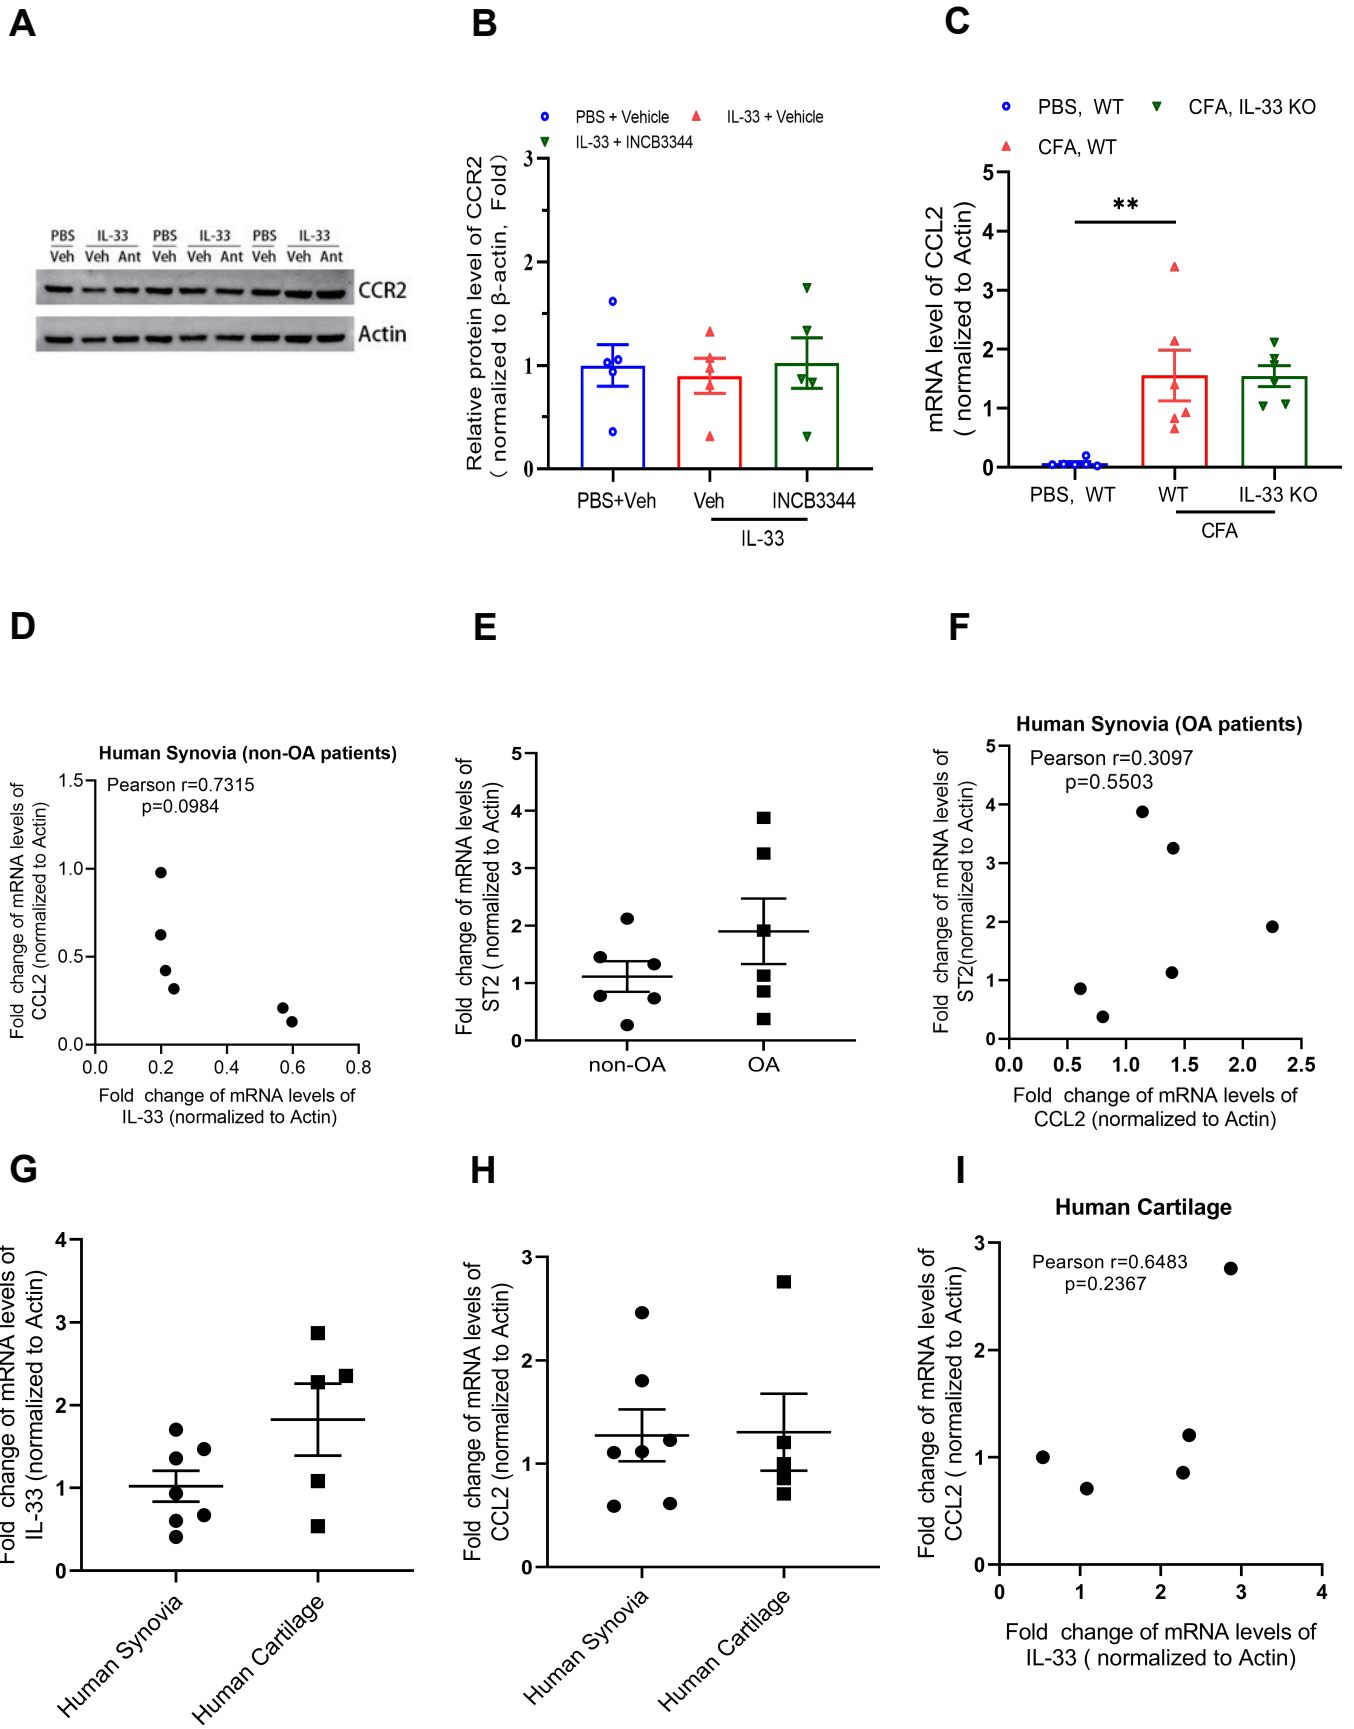 A
B
C
PBS IL-33 PBS IL-33 PBS IL-33
Veh Veh Ant Veh Veh Ant Veh Veh Ant
CCR2
Actin
PBS + Vehicle
IL-33 + Vehicle
IL-33 + INCB3344
Relative protein level of CCR2
( normalized to β-actin, Fold)
3
2
1
0
PBS+Veh
Veh
INCB3344
IL-33
PBS, WT
CFA, IL-33 KO
CFA, WT
mRNA level of CCL2
( normalized to Actin)
5
4
3
2
1
0
**
PBS, WT
WT
IL-33 KO
CFA
D
E
F
Human Synovia (non-OA patients)
Pearson r=0.7315
p=0.0984
Fold change of mRNA levels of
CCL2 (normalized to Actin)
1.5
1.0
0.5
0.0
0.0 0.2 0.4 0.6 0.8
Fold change of mRNA levels of
IL-33 (normalized to Actin)
Fold change of mRNA levels of
ST2 ( normalized to Actin)
5
4
3
2
1
0
non-OA
OA
Human Synovia (OA patients)
Pearson r=0.3097
p=0.5503
Fold change of mRNA levels of
ST2(normalized to Actin)
5
4
3
2
1
0
0.0 0.5 1.0 1.5 2.0 2.5
Fold change of mRNA levels of
CCL2 (normalized to Actin)
G
H
I
Fold change of mRNA levels of
IL-33 (normalized to Actin)
4
3
2
1
0
Human Synovia
Human Cartilage
Fold change of mRNA levels of
CCL2 (normalized to Actin)
3
2
1
0
Human Synovia
Human Cartilage
Human Cartilage
Pearson r=0.6483
p=0.2367
Fold change of mRNA levels of
CCL2 ( normalized to Actin)
3
2
1
0
0 1 2 3 4
Fold change of mRNA levels of
IL-33 ( normalized to Actin)